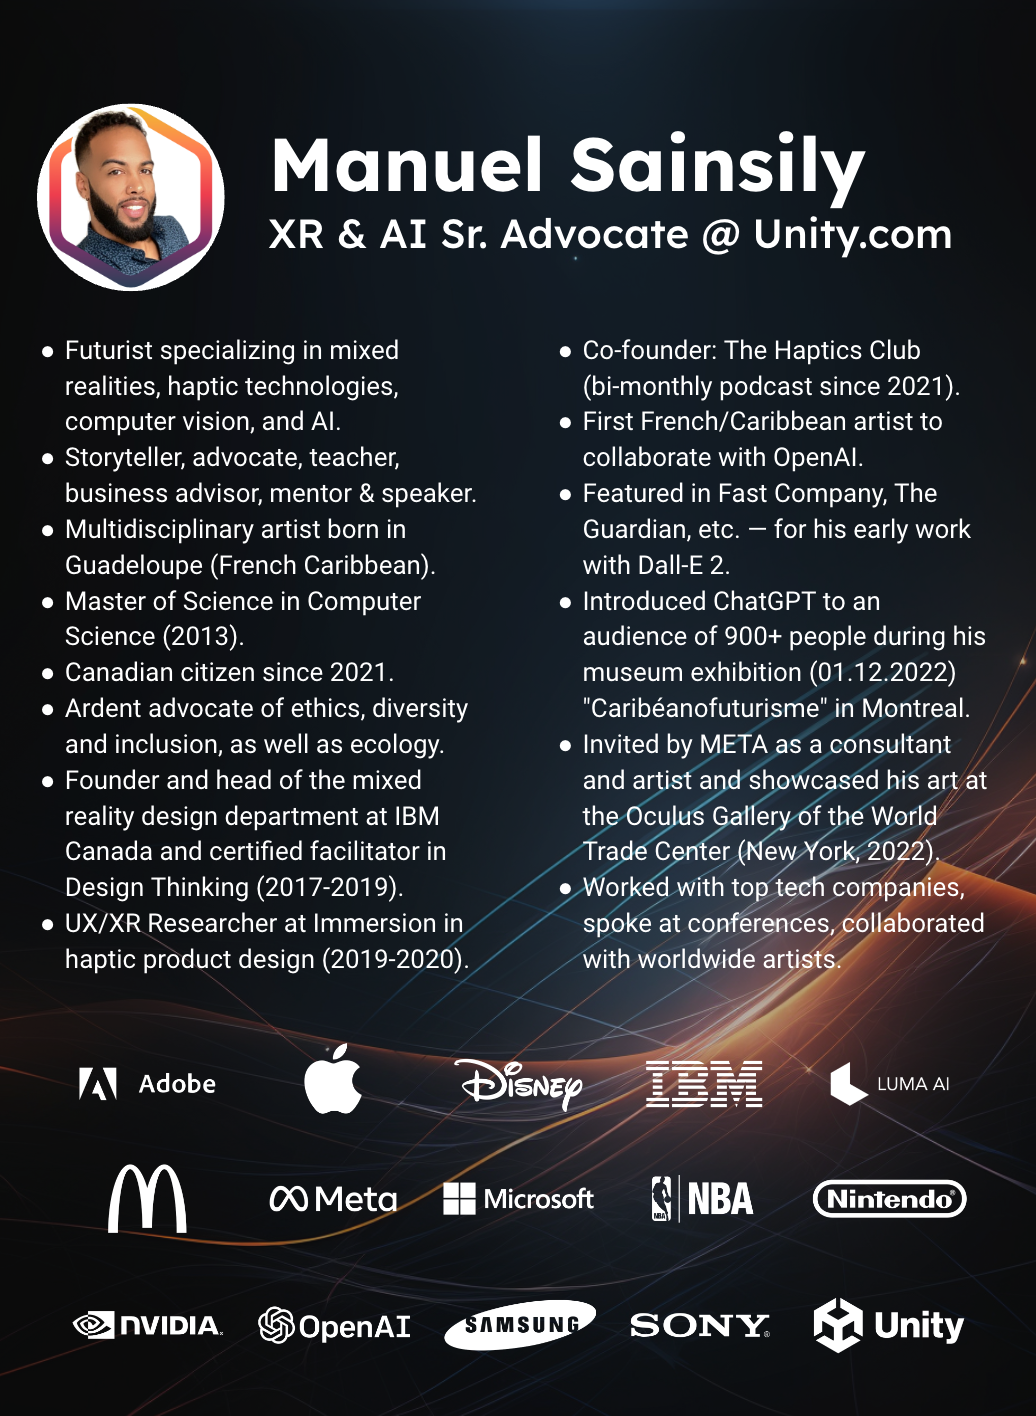 Manuel Sainsily
XR & AI Sr. Advocate @ Unity.com
● Futurist specializing in mixed
realities, haptic technologies,
computer vision, and AI.
● Storyteller, advocate, teacher,
business advisor, mentor & speaker.
● Multidisciplinary artist born in
Guadeloupe (French Caribbean).
● Master of Science in Computer
Science (2013).
● Canadian citizen since 2021.
● Ardent advocate of ethics, diversity
and inclusion, as well as ecology.
● Founder and head of the mixed
reality design department at IBM
Canada and certified facilitator in
Design Thinking (2017-2019).
● UX/XR Researcher at Immersion in
haptic product design (2019-2020).
● Co-founder: The Haptics Club
(bi-monthly podcast since 2021).
● First French/Caribbean artist to
collaborate with OpenAI.
● Featured in Fast Company, The
Guardian, etc. — for his early work
with Dall-E 2.
● Introduced ChatGPT to an
audience of 900+ people during his
museum exhibition (01.12.2022)
"Caribéanofuturisme" in Montreal.
● Invited by META as a consultant
and artist and showcased his art at
the Oculus Gallery of the World
Trade Center (New York, 2022).
● Worked with top tech companies,
spoke at conferences, collaborated
with worldwide artists.
Adobe
Disney
IBM
LUMA AI
Meta
Microsoft
NBA
NBA
Nintendo®
NVIDIA.
OpenAI
SAMSUNG
SONY®
Unity